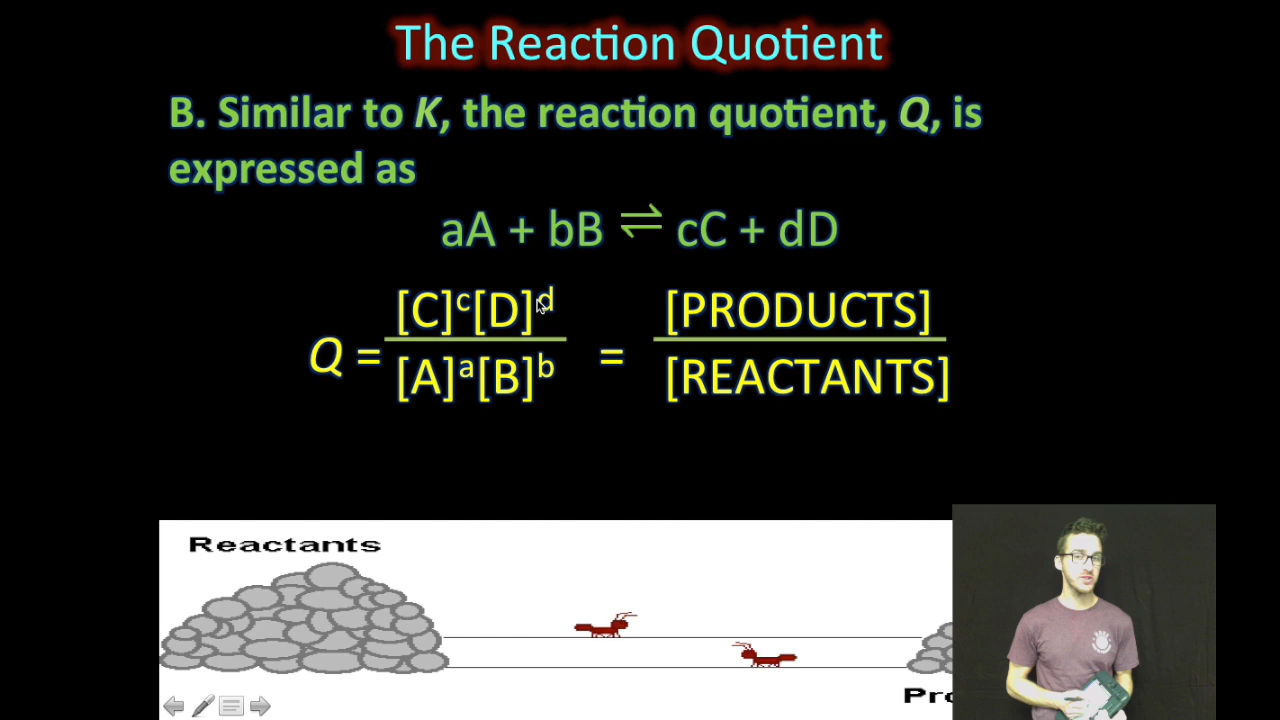 The Reaction Quotient
B. Similar to K, the reaction quotient, Q, is
expressed as
aA + bB ⇌ cC + dD
Q = [C]ᶜ[D]ᵈ = [PRODUCTS]
[A]ᵃ[B]ᵇ [REACTANTS]
Reactants